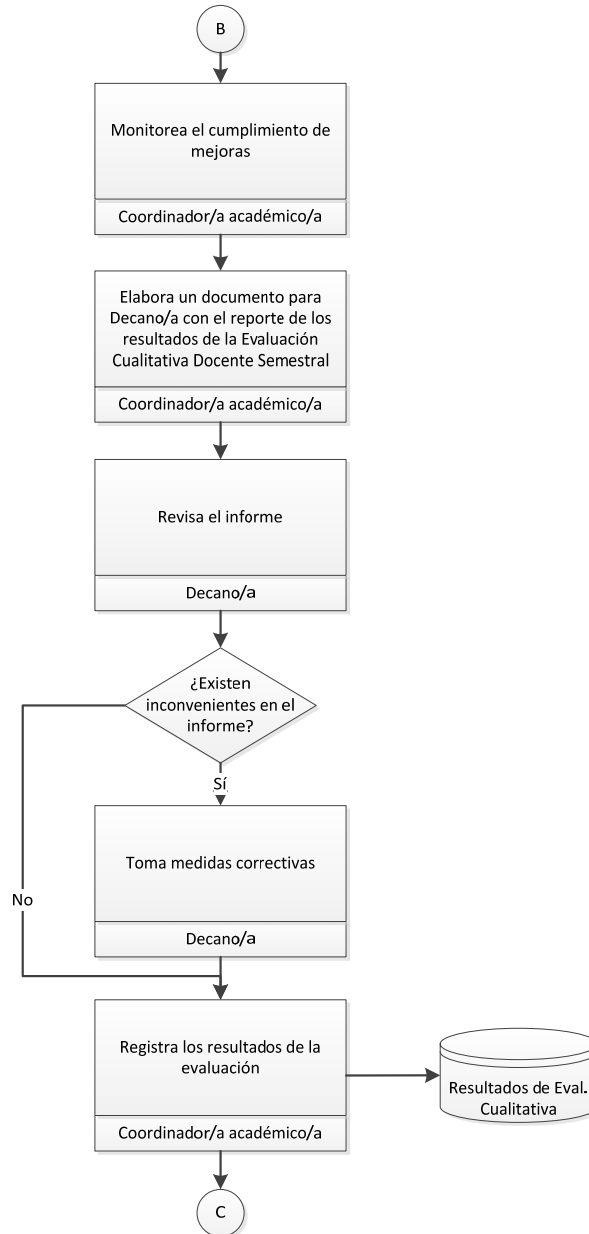 B
Monitorea el cumplimiento de
mejoras
Coordinador/a académico/a
Elabora un documento para
Decano/a con el reporte de los
resultados de la Evaluación
Cualitativa Docente Semestral
Coordinador/a académico/a
Revisa el informe
Decano/a
¿Existen
inconvenientes en el
informe?
Sí
Toma medidas correctivas
No
Decano/a
Registra los resultados de la
evaluación
Resultados de Eval.
Cualitativa
Coordinador/a académico/a
C